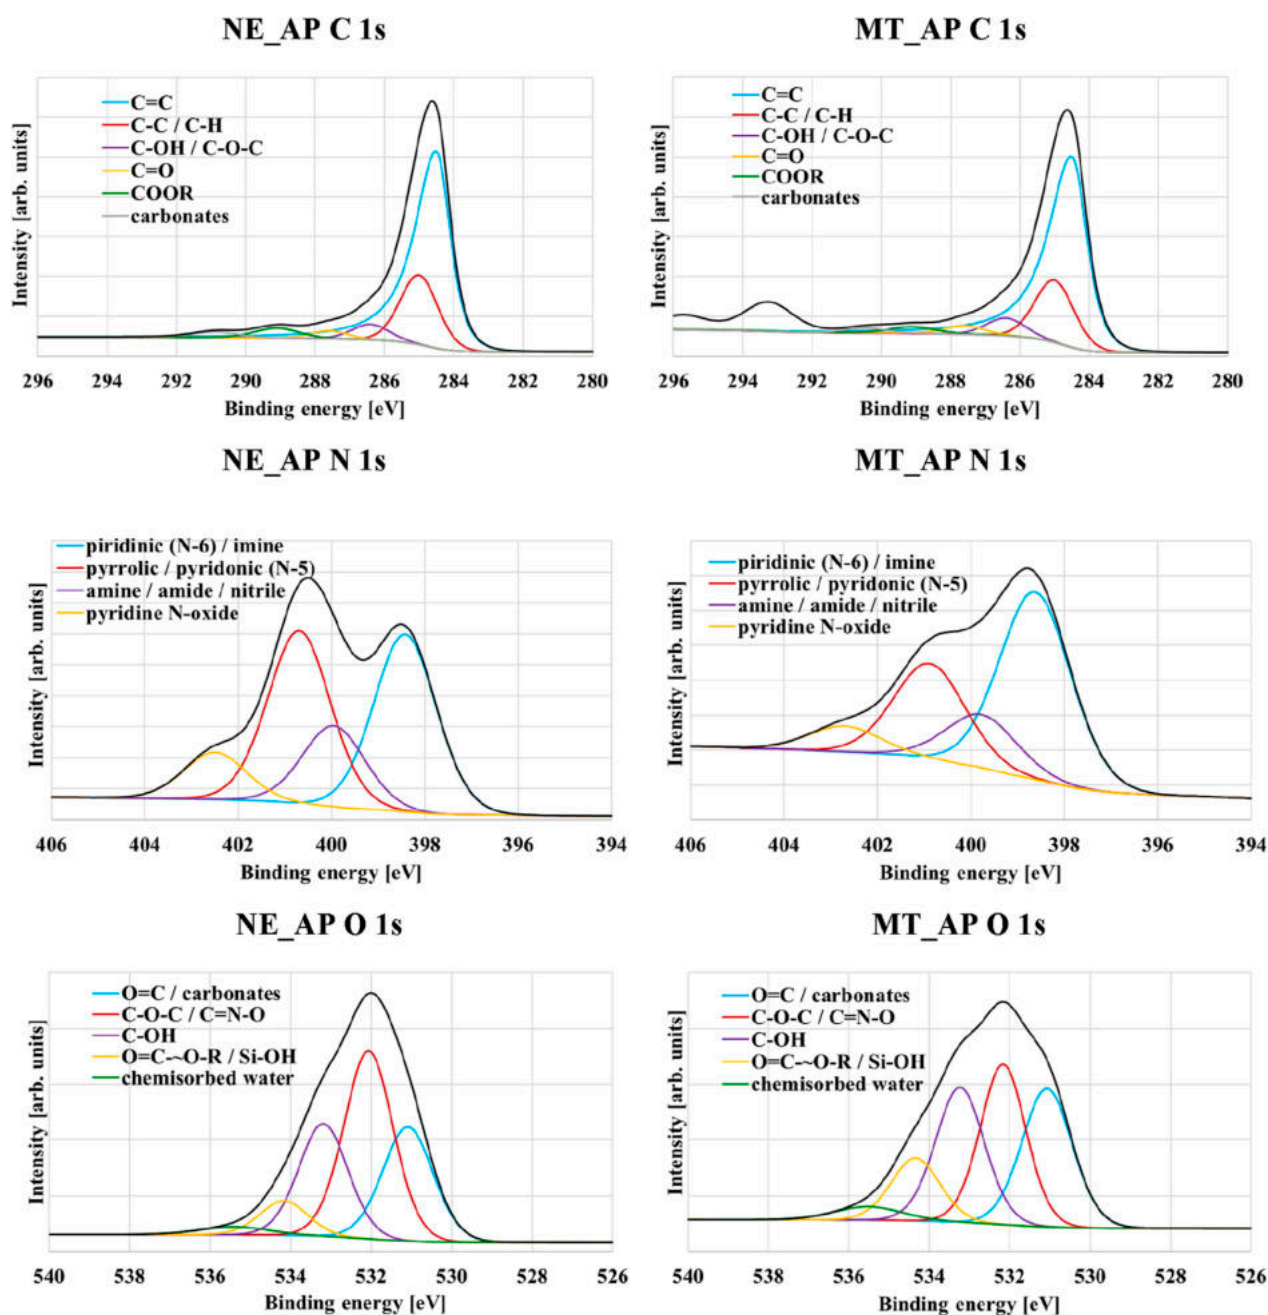 NE_AP C 1s
Intensity [arb. units]
C=C
C-C / C-H
C-OH / C-O-C
C=O
COOR
carbonates
296 294 292 290 288 286 284 282 280
Binding energy [eV]
MT_AP C 1s
Intensity [arb. units]
C=C
C-C / C-H
C-OH / C-O-C
C=O
COOR
carbonates
296 294 292 290 288 286 284 282 280
Binding energy [eV]
NE_AP N 1s
Intensity [arb. units]
piridinic (N-6) / imine
pyrrolic / pyridonic (N-5)
amine / amide / nitrile
pyridine N-oxide
406 404 402 400 398 396 394
Binding energy [eV]
MT_AP N 1s
Intensity [arb. units]
piridinic (N-6) / imine
pyrrolic / pyridonic (N-5)
amine / amide / nitrile
pyridine N-oxide
406 404 402 400 398 396 394
Binding energy [eV]
NE_AP O 1s
Intensity [arb. units]
O=C / carbonates
C-O-C / C=N-O
C-OH
O=C-~O-R / Si-OH
chemisorbed water
540 538 536 534 532 530 528 526
Binding energy [eV]
MT_AP O 1s
Intensity [arb. units]
O=C / carbonates
C-O-C / C=N-O
C-OH
O=C-~O-R / Si-OH
chemisorbed water
540 538 536 534 532 530 528 526
Binding energy [eV]